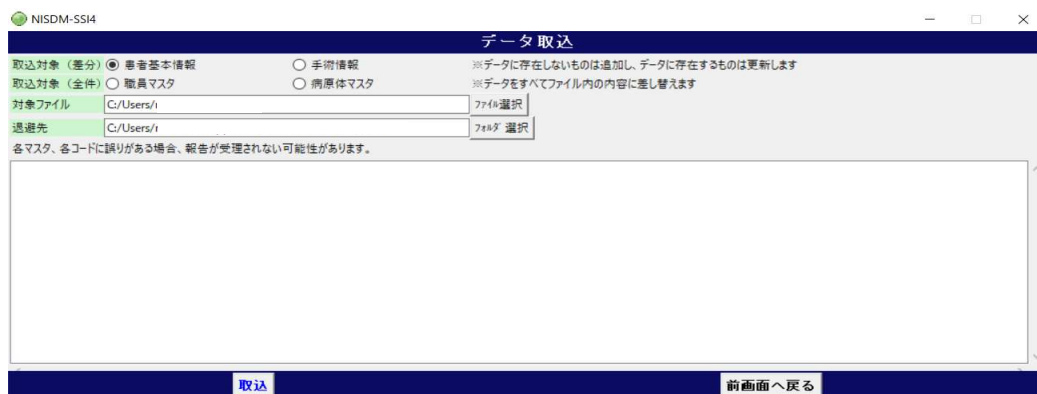 NISDM-SSI4
データ取込
取込対象（差分） 患者基本情報 手術情報 ※データに存在しないものは追加し、データに存在するものは更新します
取込対象（全件） 職員マスタ 病原体マスタ ※データをすべてファイル内の内容に差し替えます
対象ファイル C:/Users/ ﾌｧｲﾙ選択
退避先 C:/Users/ ﾌｫﾙﾀﾞ 選択
各マスタ、各コードに誤りがある場合、報告が受理されない可能性があります。
取込 前画面へ戻る